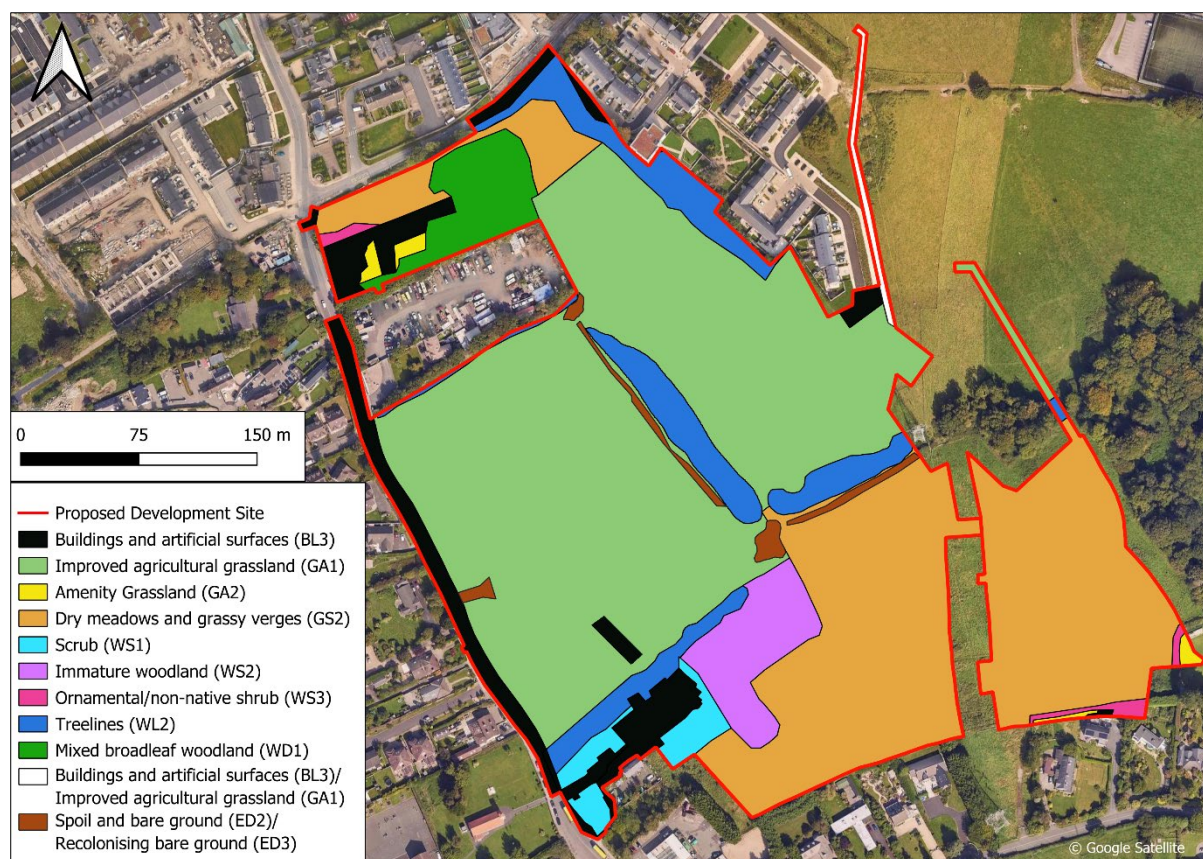 0 75 150 m
Proposed Development Site
Buildings and artificial surfaces (BL3)
Improved agricultural grassland (GA1)
Amenity Grassland (GA2)
Dry meadows and grassy verges (GS2)
Scrub (WS1)
Immature woodland (WS2)
Ornamental/non-native shrub (WS3)
Treelines (WL2)
Mixed broadleaf woodland (WD1)
Buildings and artificial surfaces (BL3)/
Improved agricultural grassland (GA1)
Spoil and bare ground (ED2)/
Recolonising bare ground (ED3)
© Google Satellite